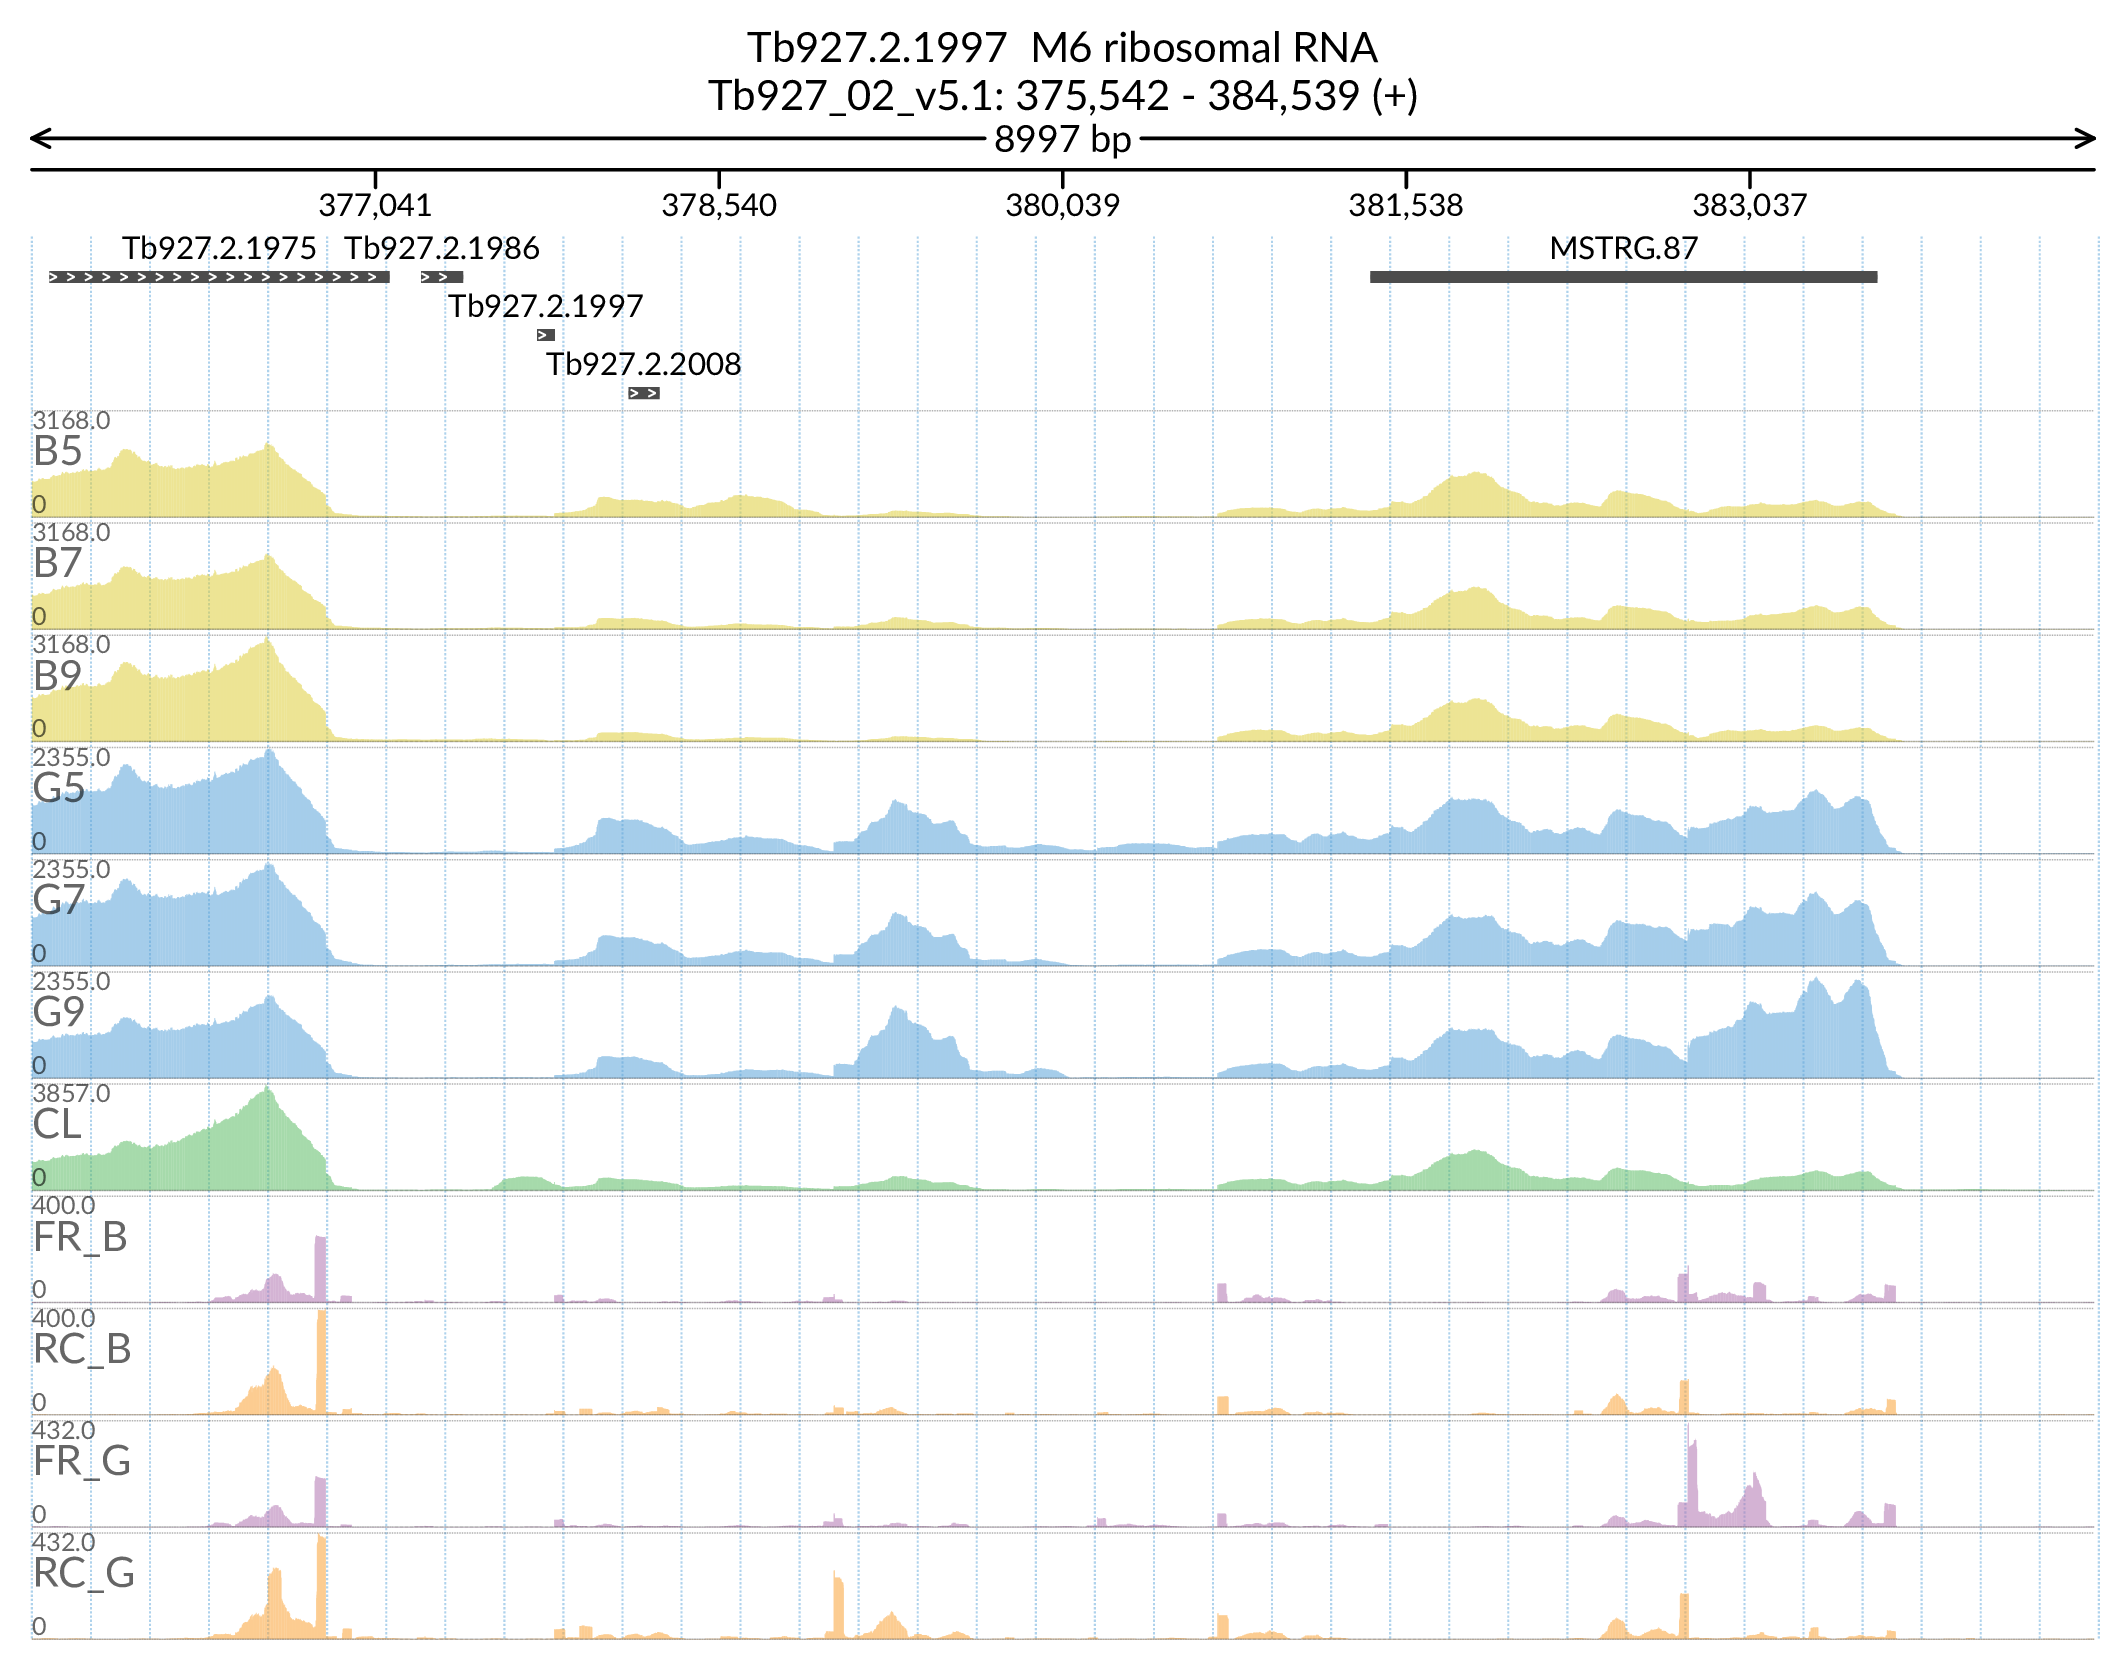 Tb927.2.1997  M6 ribosomal RNA
Tb927_02_v5.1: 375,542 - 384,539 (+)
8997 bp
377,041 378,540 380,039 381,538 383,037
Tb927.2.1975 Tb927.2.1986 MSTRG.87
Tb927.2.1997
Tb927.2.2008
3168.0
B5
0
3168.0
B7
0
3168.0
B9
0
2355.0
G5
0
2355.0
G7
0
2355.0
G9
0
3857.0
CL
0
400.0
FR_B
0
400.0
RC_B
0
432.0
FR_G
0
432.0
RC_G
0